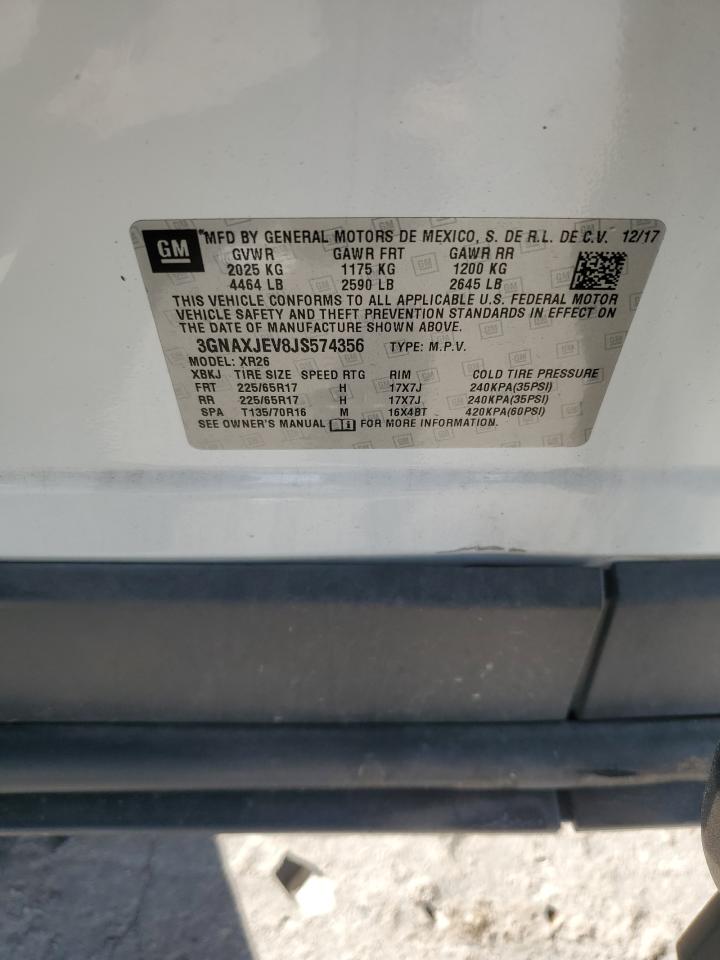 GM
MFD BY GENERAL MOTORS DE MEXICO, S. DE R.L. DE C.V. 12/17
GVWR GAWR FRT GAWR RR
2025 KG 1175 KG 1200 KG
4464 LB 2590 LB 2645 LB
THIS VEHICLE CONFORMS TO ALL APPLICABLE U.S. FEDERAL MOTOR
VEHICLE SAFETY AND THEFT PREVENTION STANDARDS IN EFFECT ON
THE DATE OF MANUFACTURE SHOWN ABOVE.
3GNAXJEV8JS574356 TYPE: M.P.V.
MODEL: XR26
XBKJ TIRE SIZE SPEED RTG RIM COLD TIRE PRESSURE
FRT 225/65R17 H 17X7J 240KPA(35PSI)
RR 225/65R17 H 17X7J 240KPA(35PSI)
SPA T135/70R16 M 16X4BT 420KPA(60PSI)
SEE OWNER'S MANUAL FOR MORE INFORMATION.